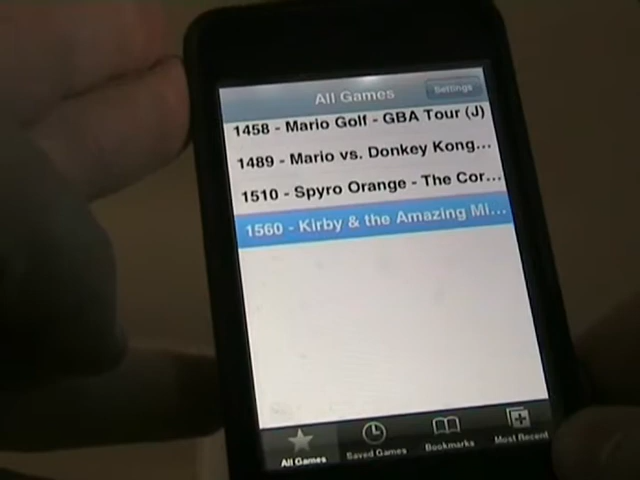 All Games
Settings
1458 - Mario Golf - GBA Tour (J)
1489 - Mario vs. Donkey Kong...
1510 - Spyro Orange - The Cor...
1560 - Kirby & the Amazing Mi...
All Games
Saved Games
Bookmarks
Most Recent